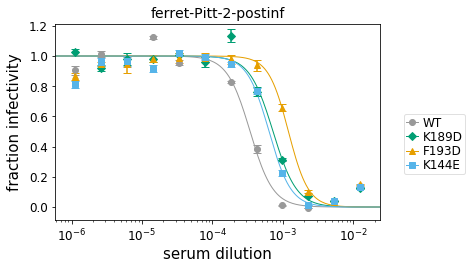 ferret-Pitt-2-postinf
fraction infectivity
1.2
1.0
0.8
0.6
0.4
0.2
0.0
10⁻⁶ 10⁻⁵ 10⁻⁴ 10⁻³ 10⁻²
serum dilution
WT
K189D
F193D
K144E